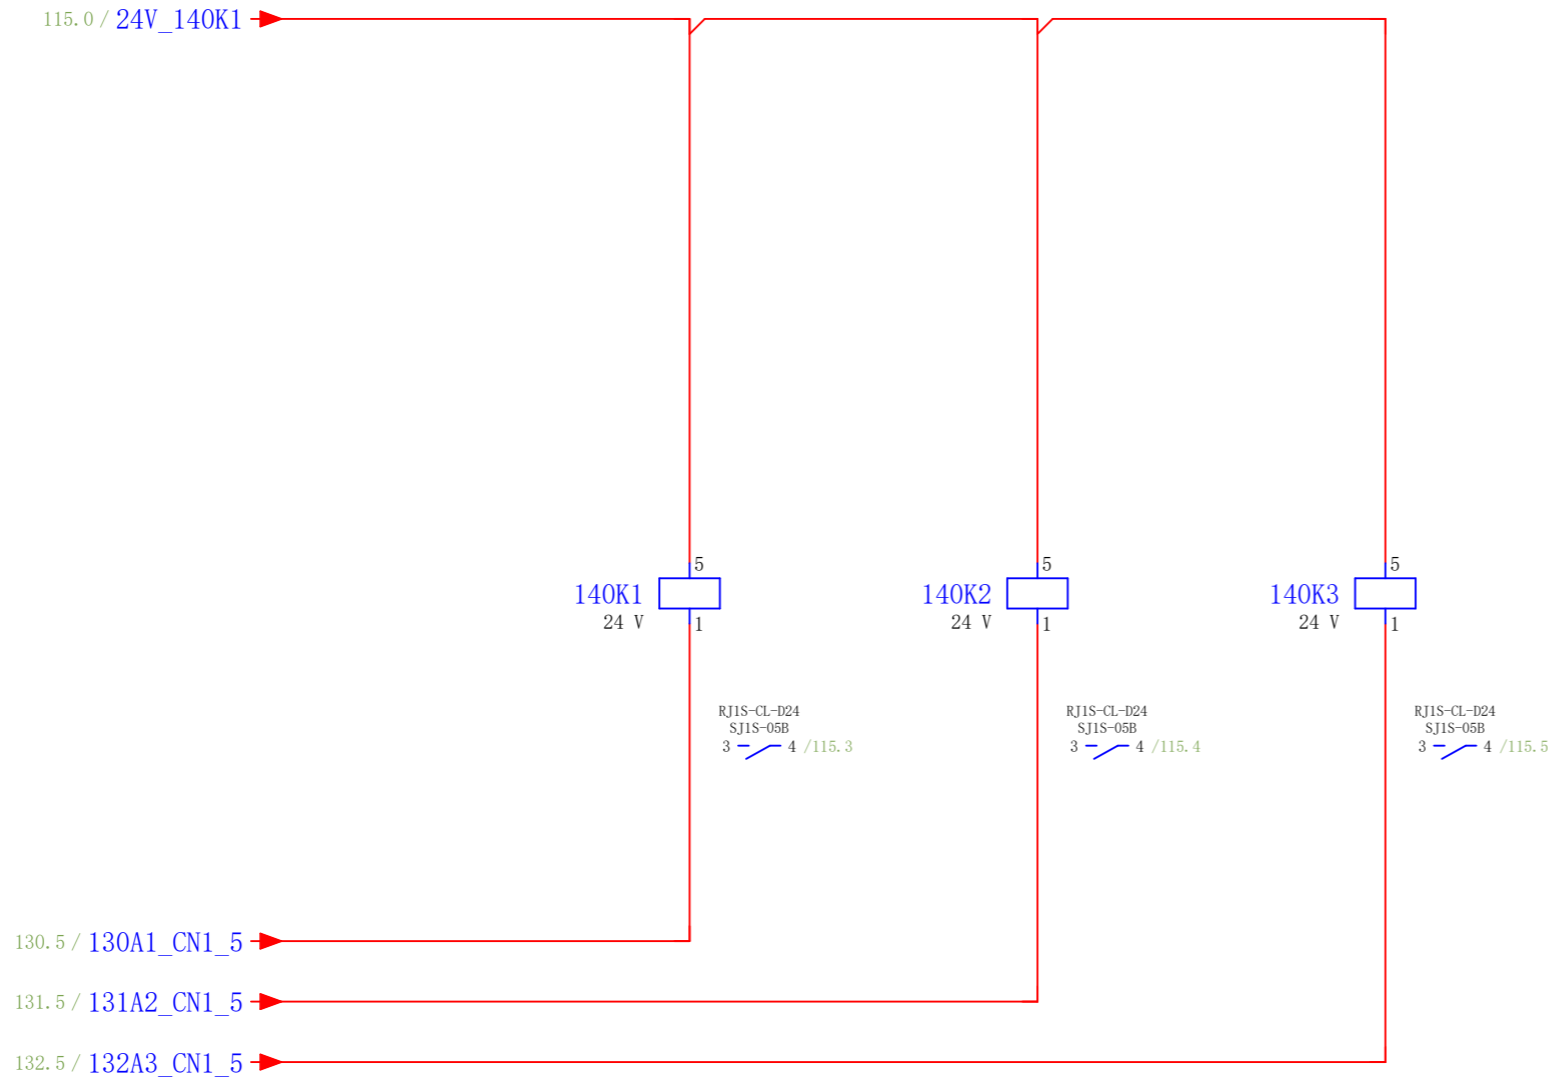 115.0 / 24V_140K1
5
140K1
24 V
1
5
140K2
24 V
1
5
140K3
24 V
1
RJ1S-CL-D24
SJ1S-05B
3 4 /115.3
RJ1S-CL-D24
SJ1S-05B
3 4 /115.4
RJ1S-CL-D24
SJ1S-05B
3 4 /115.5
130.5 / 130A1_CN1_5
131.5 / 131A2_CN1_5
132.5 / 132A3_CN1_5